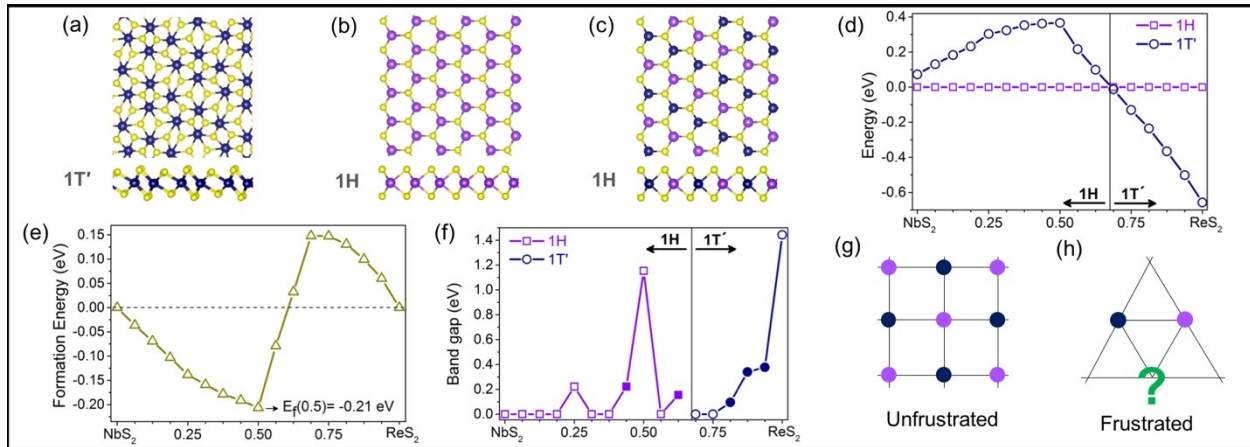 (a)
1T′
(b)
1H
(c)
1H
(d)
0.4
0.2
0.0
-0.2
-0.4
-0.6
Energy (eV)
1H
1T'
1H
1T´
NbS2
0.25
0.50
0.75
ReS2
(e)
0.15
0.10
0.05
0.00
-0.05
-0.10
-0.15
-0.20
Formation Energy (eV)
→ Ef(0.5)= -0.21 eV
NbS2
0.25
0.50
0.75
ReS2
(f)
1.4
1.2
1.0
0.8
0.6
0.4
0.2
0.0
Band gap (eV)
1H
1T'
1H
1T´
NbS2
0.25
0.50
0.75
ReS2
(g)
Unfrustrated
(h)
?
Frustrated